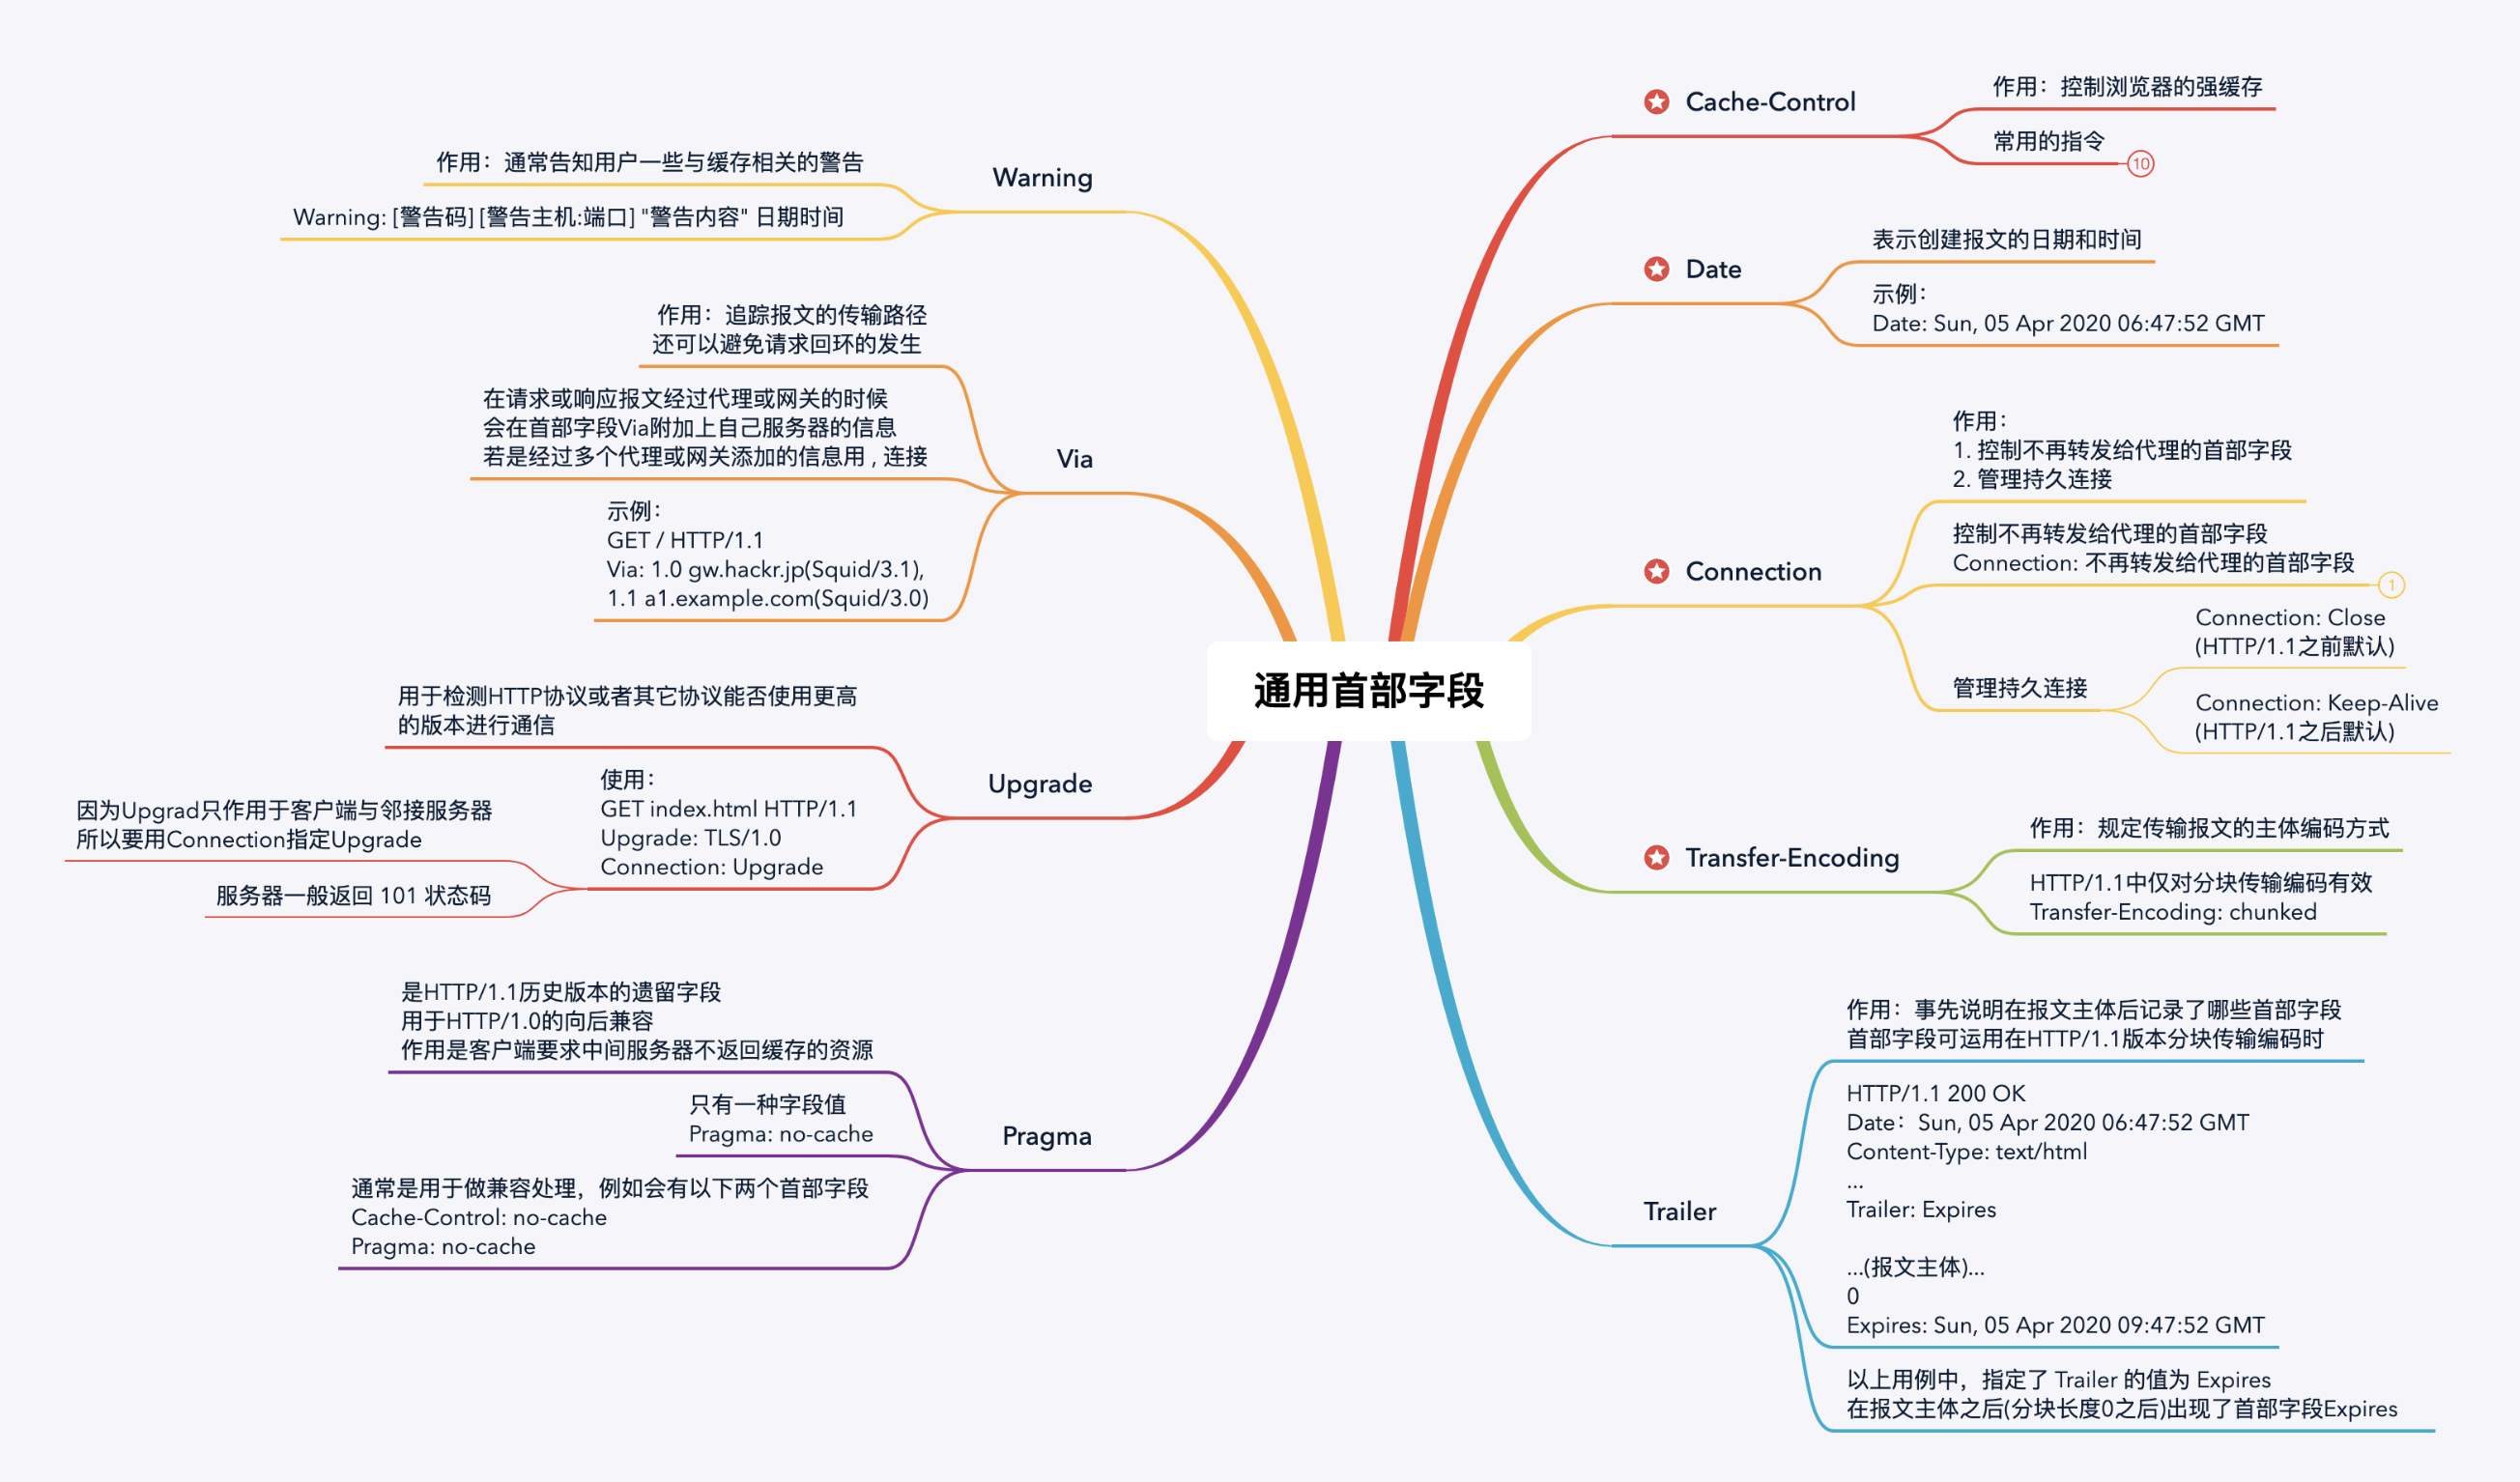 通用首部字段
Cache-Control
作用：控制浏览器的强缓存
常用的指令
10
Date
表示创建报文的日期和时间
示例：
Date: Sun, 05 Apr 2020 06:47:52 GMT
Connection
作用：
1. 控制不再转发给代理的首部字段
2. 管理持久连接
控制不再转发给代理的首部字段
Connection: 不再转发给代理的首部字段
1
管理持久连接
Connection: Close
(HTTP/1.1之前默认)
Connection: Keep-Alive
(HTTP/1.1之后默认)
Transfer-Encoding
作用：规定传输报文的主体编码方式
HTTP/1.1中仅对分块传输编码有效
Transfer-Encoding: chunked
Trailer
作用：事先说明在报文主体后记录了哪些首部字段
首部字段可运用在HTTP/1.1版本分块传输编码时
HTTP/1.1 200 OK
Date：Sun, 05 Apr 2020 06:47:52 GMT
Content-Type: text/html
...
Trailer: Expires
...(报文主体)...
0
Expires: Sun, 05 Apr 2020 09:47:52 GMT
以上用例中，指定了 Trailer 的值为 Expires
在报文主体之后(分块长度0之后)出现了首部字段Expires
Warning
作用：通常告知用户一些与缓存相关的警告
Warning: [警告码] [警告主机:端口] "警告内容" 日期时间
Via
作用：追踪报文的传输路径
还可以避免请求回环的发生
在请求或响应报文经过代理或网关的时候
会在首部字段Via附加上自己服务器的信息
若是经过多个代理或网关添加的信息用 , 连接
示例：
GET / HTTP/1.1
Via: 1.0 gw.hackr.jp(Squid/3.1),
1.1 a1.example.com(Squid/3.0)
Upgrade
用于检测HTTP协议或者其它协议能否使用更高
的版本进行通信
使用：
GET index.html HTTP/1.1
Upgrade: TLS/1.0
Connection: Upgrade
因为Upgrad只作用于客户端与邻接服务器
所以要用Connection指定Upgrade
服务器一般返回 101 状态码
Pragma
是HTTP/1.1历史版本的遗留字段
用于HTTP/1.0的向后兼容
作用是客户端要求中间服务器不返回缓存的资源
只有一种字段值
Pragma: no-cache
通常是用于做兼容处理，例如会有以下两个首部字段
Cache-Control: no-cache
Pragma: no-cache